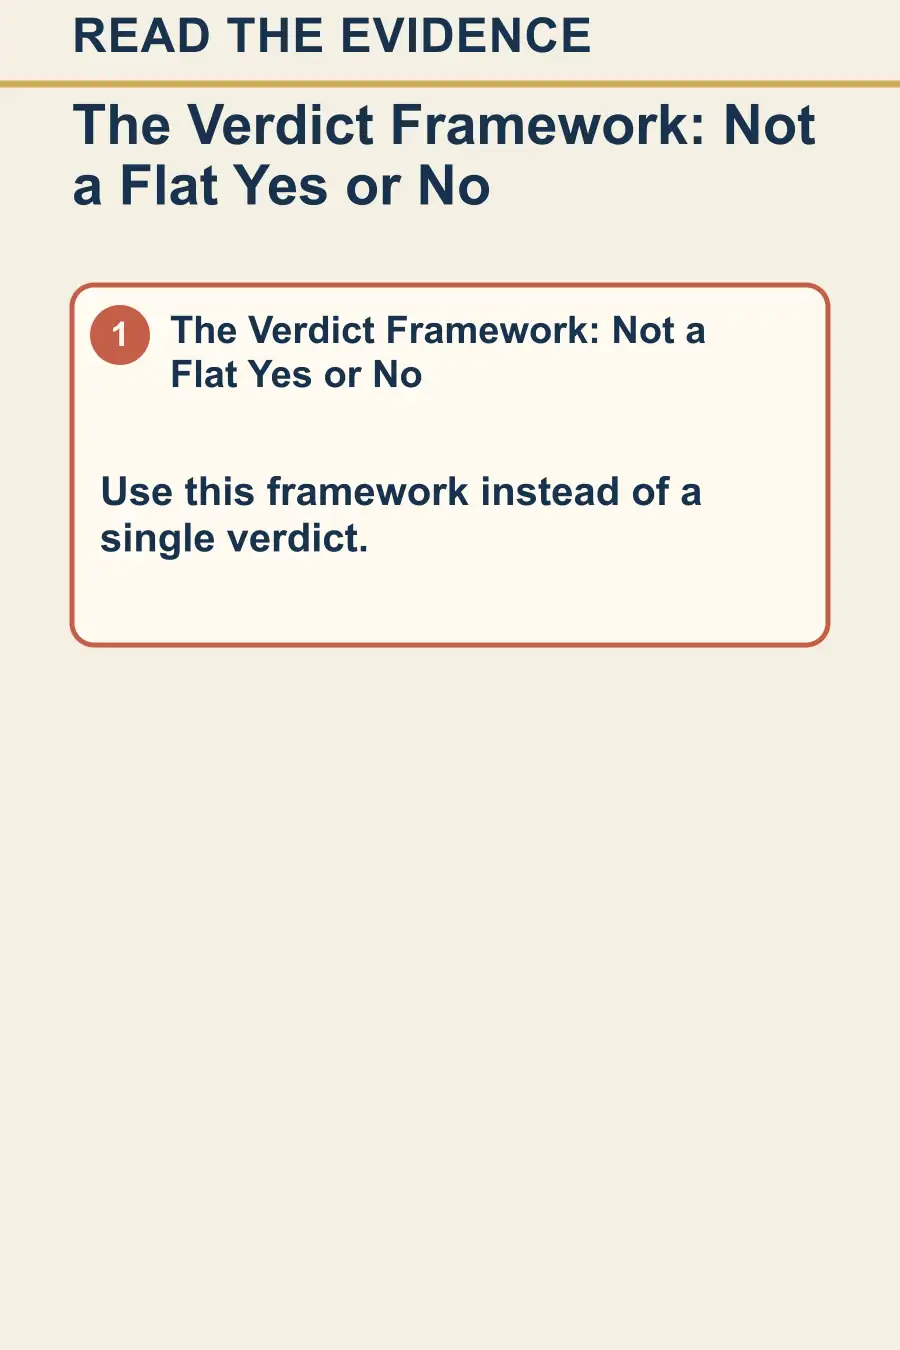 READ THE EVIDENCE
The Verdict Framework: Not
a Flat Yes or No
1
The Verdict Framework: Not a
Flat Yes or No
Use this framework instead of a
single verdict.